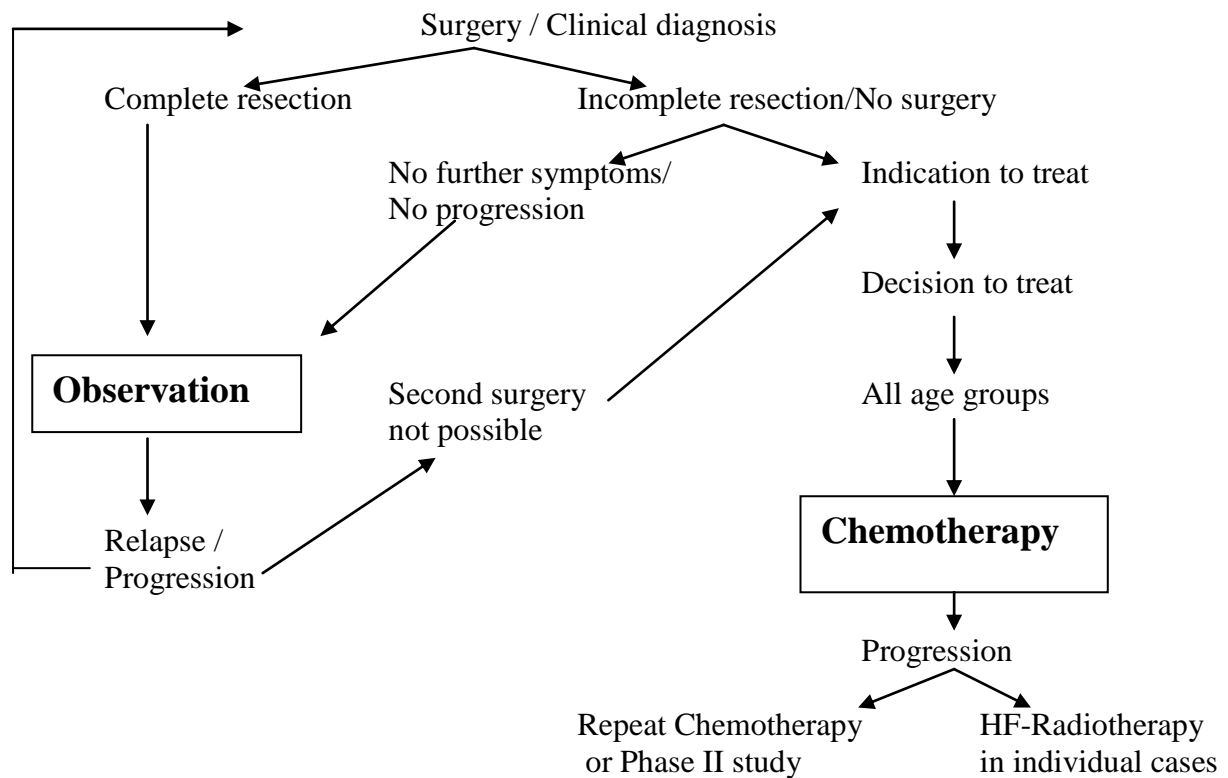 Surgery / Clinical diagnosis
Complete resection
Incomplete resection/No surgery
No further symptoms/
No progression
Indication to treat
Decision to treat
Observation
Second surgery
not possible
All age groups
Relapse /
Progression
Chemotherapy
Progression
Repeat Chemotherapy
or Phase II study
HF-Radiotherapy
in individual cases